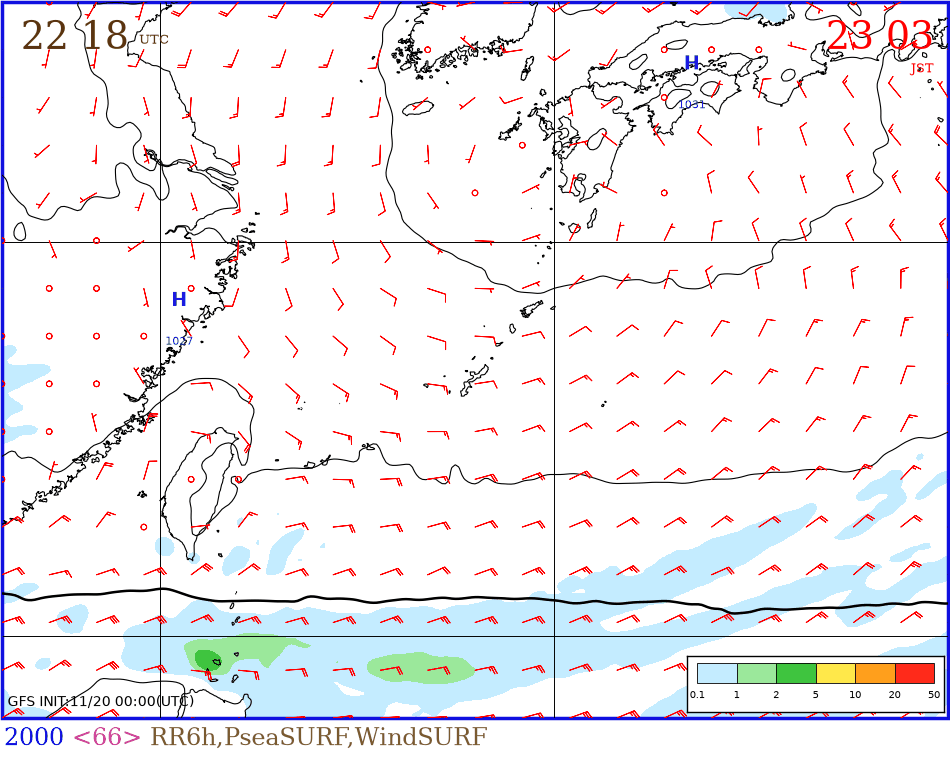 22 18 UTC
23 03 JST
H
1031
H
1027
0.1 1 2 5 10 20 50
GFS INIT:11/20 00:00(UTC)
2000 <66> RR6h,PseaSURF,WindSURF